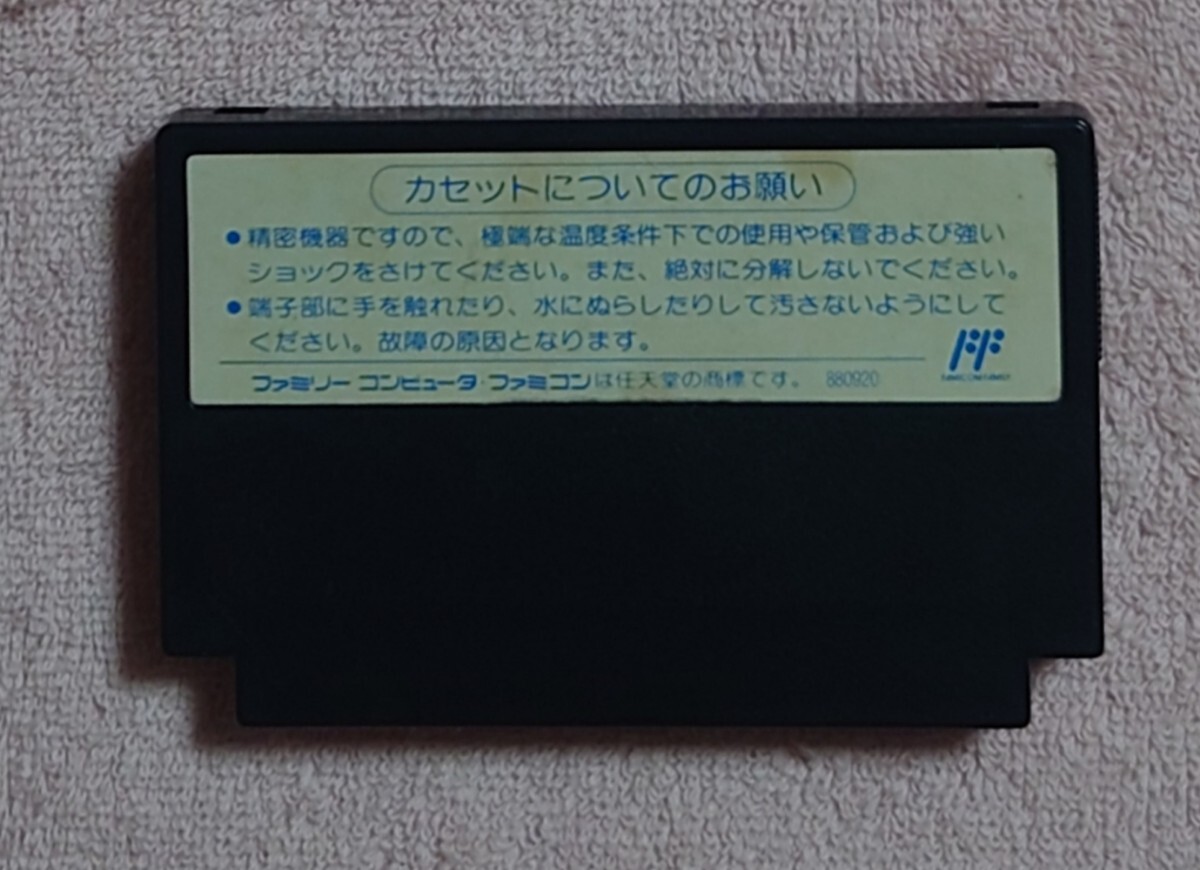 カセットについてのお願い
●精密機器ですので、極端な温度条件下での使用や保管および強い
ショックをさけてください。また、絶対に分解しないでください。
●端子部に手を触れたり、水にぬらしたりして汚さないようにして
ください。故障の原因となります。
ファミリーコンピュータ・ファミコンは任天堂の商標です。 880920